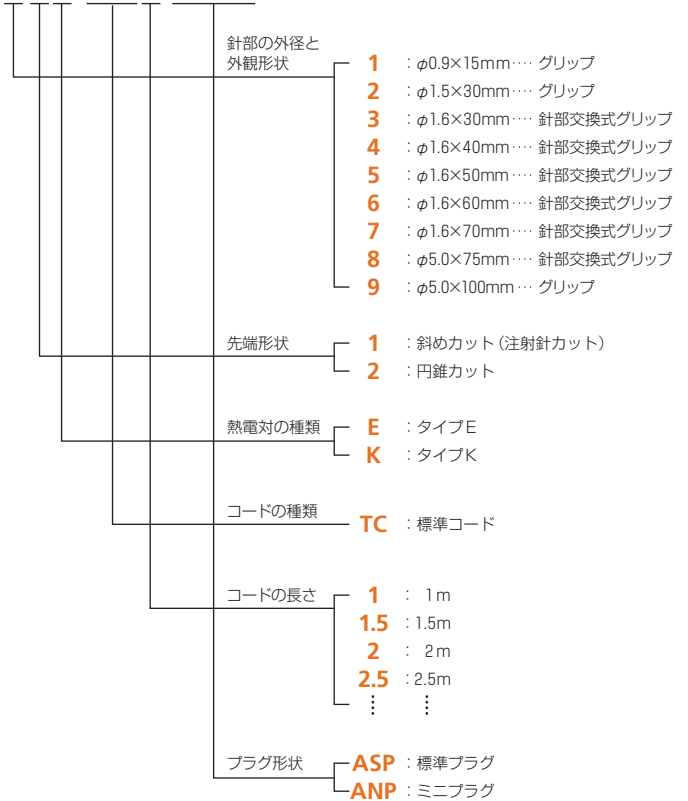 針部の外径と
外観形状
1 : φ0.9×15mm‥‥ グリップ
2 : φ1.5×30mm‥‥ グリップ
3 : φ1.6×30mm‥‥ 針部交換式グリップ
4 : φ1.6×40mm‥‥ 針部交換式グリップ
5 : φ1.6×50mm‥‥ 針部交換式グリップ
6 : φ1.6×60mm‥‥ 針部交換式グリップ
7 : φ1.6×70mm‥‥ 針部交換式グリップ
8 : φ5.0×75mm‥‥ 針部交換式グリップ
9 : φ5.0×100mm… グリップ
先端形状
1 : 斜めカット（注射針カット）
2 : 円錐カット
熱電対の種類
E : タイプE
K : タイプK
コードの種類
TC : 標準コード
コードの長さ
1 : 1m
1.5 : 1.5m
2 : 2m
2.5 : 2.5m
⋮ ⋮
プラグ形状
ASP : 標準プラグ
ANP : ミニプラグ